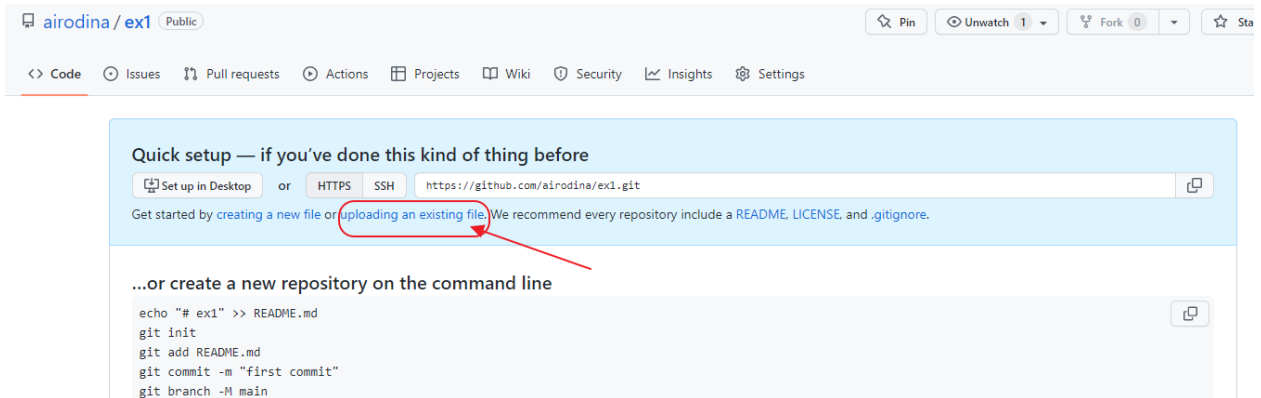 airodina / ex1 Public Pin Unwatch 1 Fork 0 Sta
Code Issues Pull requests Actions Projects Wiki Security Insights Settings
Quick setup — if you’ve done this kind of thing before
Set up in Desktop or HTTPS SSH https://github.com/airodina/ex1.git
Get started by creating a new file or uploading an existing file. We recommend every repository include a README, LICENSE, and .gitignore.
…or create a new repository on the command line
echo "# ex1" >> README.md
git init
git add README.md
git commit -m "first commit"
git branch -M main